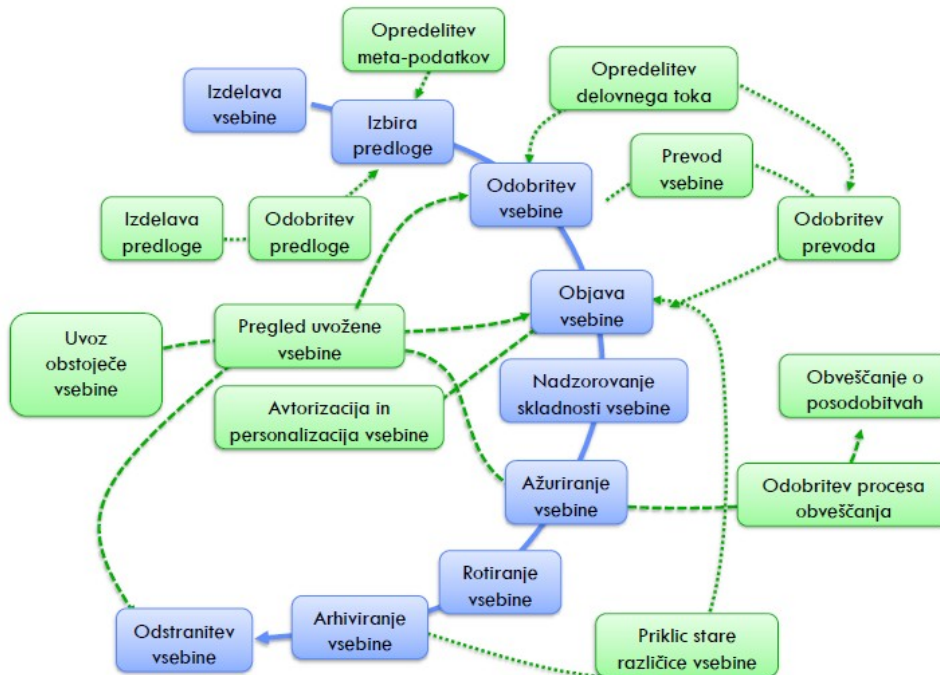 Opredelitev
meta-podatkov
Opredelitev
delovnega toka
Izdelava
vsebine
Izbira
predloge
Prevod
vsebine
Odobritev
vsebine
Izdelava
predloge
Odobritev
predloge
Odobritev
prevoda
Objava
vsebine
Uvoz
obstoječe
vsebine
Pregled uvožene
vsebine
Nadzorovanje
skladnosti vsebine
Obveščanje o
posodobitvah
Avtorizacija in
personalizacija vsebine
Ažuriranje
vsebine
Odobritev procesa
obveščanja
Rotiranje
vsebine
Arhiviranje
vsebine
Odstranitev
vsebine
Priklic stare
različice vsebine